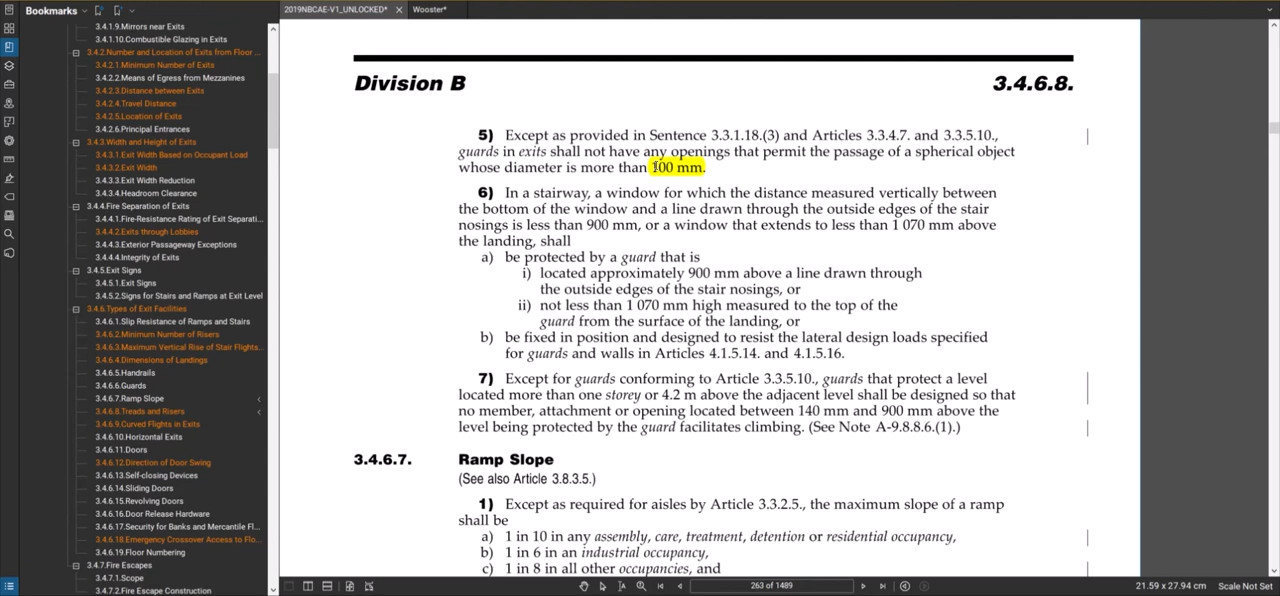 Bookmarks
2019NBCAE-V1_UNLOCKED*
Wooster*
3.4.1.9.Mirrors near Exits
3.4.1.10.Combustible Glazing in Exits
3.4.2.Number and Location of Exits from Floor ...
3.4.2.1.Minimum Number of Exits
3.4.2.2.Means of Egress from Mezzanines
3.4.2.3.Distance between Exits
3.4.2.4.Travel Distance
3.4.2.5.Location of Exits
3.4.2.6.Principal Entrances
3.4.3.Width and Height of Exits
3.4.3.1.Exit Width Based on Occupant Load
3.4.3.2.Exit Width
3.4.3.3.Exit Width Reduction
3.4.3.4.Headroom Clearance
3.4.4.Fire Separation of Exits
3.4.4.1.Fire-Resistance Rating of Exit Separati...
3.4.4.2.Exits through Lobbies
3.4.4.3.Exterior Passageway Exceptions
3.4.4.4.Integrity of Exits
3.4.5.Exit Signs
3.4.5.1.Exit Signs
3.4.5.2.Signs for Stairs and Ramps at Exit Level
3.4.6.Types of Exit Facilities
3.4.6.1.Slip Resistance of Ramps and Stairs
3.4.6.2.Minimum Number of Risers
3.4.6.3.Maximum Vertical Rise of Stair Flights...
3.4.6.4.Dimensions of Landings
3.4.6.5.Handrails
3.4.6.6.Guards
3.4.6.7.Ramp Slope
3.4.6.8.Treads and Risers
3.4.6.9.Curved Flights in Exits
3.4.6.10.Horizontal Exits
3.4.6.11.Doors
3.4.6.12.Direction of Door Swing
3.4.6.13.Self-closing Devices
3.4.6.14.Sliding Doors
3.4.6.15.Revolving Doors
3.4.6.16.Door Release Hardware
3.4.6.17.Security for Banks and Mercantile Fl...
3.4.6.18.Emergency Crossover Access to Flo...
3.4.6.19.Floor Numbering
3.4.7.Fire Escapes
3.4.7.1.Scope
3.4.7.2.Fire Escape Construction
Division B 3.4.6.8.
5) Except as provided in Sentence 3.3.1.18.(3) and Articles 3.3.4.7. and 3.3.5.10.,
guards in exits shall not have any openings that permit the passage of a spherical object
whose diameter is more than 100 mm.
6) In a stairway, a window for which the distance measured vertically between
the bottom of the window and a line drawn through the outside edges of the stair
nosings is less than 900 mm, or a window that extends to less than 1 070 mm above
the landing, shall
a) be protected by a guard that is
i) located approximately 900 mm above a line drawn through
the outside edges of the stair nosings, or
ii) not less than 1 070 mm high measured to the top of the
guard from the surface of the landing, or
b) be fixed in position and designed to resist the lateral design loads specified
for guards and walls in Articles 4.1.5.14. and 4.1.5.16.
7) Except for guards conforming to Article 3.3.5.10., guards that protect a level
located more than one storey or 4.2 m above the adjacent level shall be designed so that
no member, attachment or opening located between 140 mm and 900 mm above the
level being protected by the guard facilitates climbing. (See Note A-9.8.8.6.(1).)
3.4.6.7. Ramp Slope
(See also Article 3.8.3.5.)
1) Except as required for aisles by Article 3.3.2.5., the maximum slope of a ramp
shall be
a) 1 in 10 in any assembly, care, treatment, detention or residential occupancy,
b) 1 in 6 in an industrial occupancy,
c) 1 in 8 in all other occupancies, and
263 of 1489
21.59 x 27.94 cm
Scale Not Set